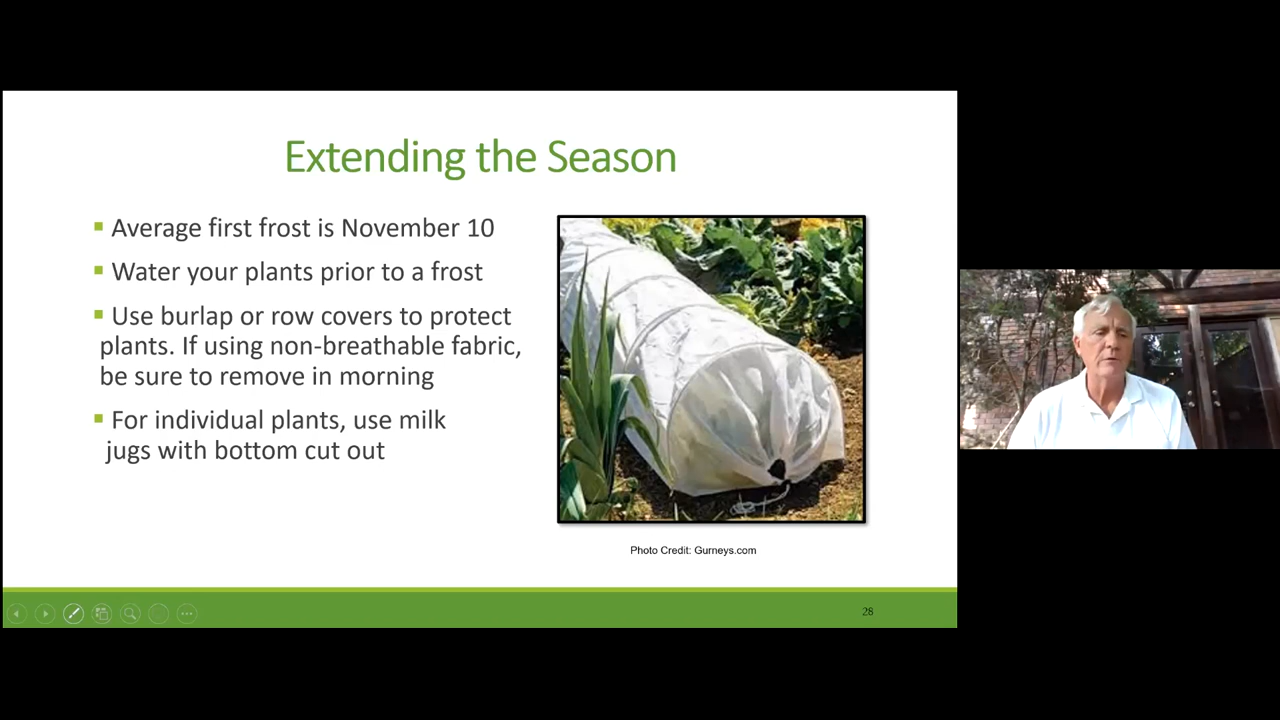 Extending the Season
Average first frost is November 10
Water your plants prior to a frost
Use burlap or row covers to protect
plants. If using non-breathable fabric,
be sure to remove in morning
For individual plants, use milk
jugs with bottom cut out
Photo Credit: Gurneys.com
28